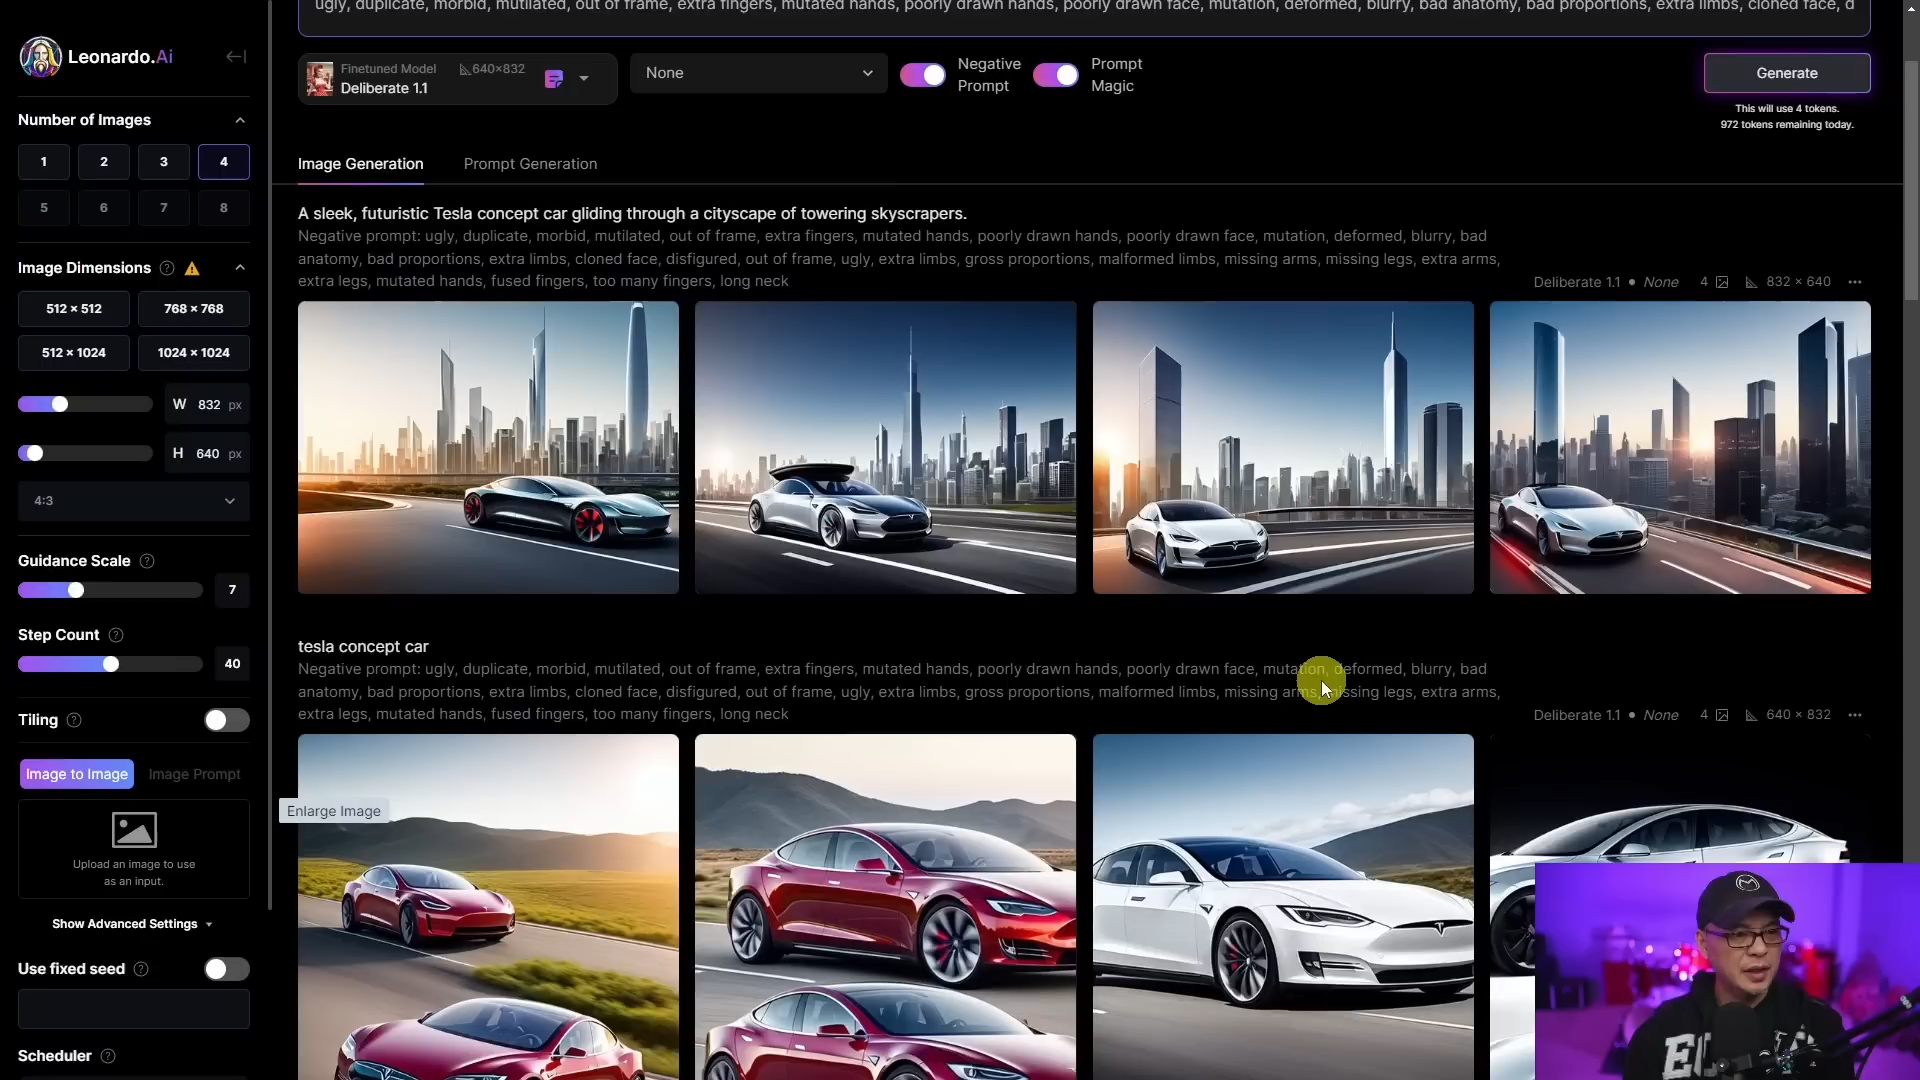 ugly, duplicate, morbid, mutilated, out of frame, extra fingers, mutated hands, poorly drawn hands, poorly drawn face, mutation, deformed, blurry, bad anatomy, bad proportions, extra limbs, cloned face, d
Leonardo.Ai
Finetuned Model
640×832
Deliberate 1.1
None
Negative
Prompt
Prompt
Magic
Generate
This will use 4 tokens.
972 tokens remaining today.
Number of Images
1 2 3 4
5 6 7 8
Image Dimensions
512 × 512 768 × 768
512 × 1024 1024 × 1024
W 832 px
H 640 px
4:3
Guidance Scale
7
Step Count
40
Tiling
Image to Image Image Prompt
Upload an image to use
as an input.
Show Advanced Settings
Use fixed seed
Scheduler
Image Generation Prompt Generation
A sleek, futuristic Tesla concept car gliding through a cityscape of towering skyscrapers.
Negative prompt: ugly, duplicate, morbid, mutilated, out of frame, extra fingers, mutated hands, poorly drawn hands, poorly drawn face, mutation, deformed, blurry, bad
anatomy, bad proportions, extra limbs, cloned face, disfigured, out of frame, ugly, extra limbs, gross proportions, malformed limbs, missing arms, missing legs, extra arms,
extra legs, mutated hands, fused fingers, too many fingers, long neck
Deliberate 1.1 • None 4 832 × 640 ···
tesla concept car
Negative prompt: ugly, duplicate, morbid, mutilated, out of frame, extra fingers, mutated hands, poorly drawn hands, poorly drawn face, mutation, deformed, blurry, bad
anatomy, bad proportions, extra limbs, cloned face, disfigured, out of frame, ugly, extra limbs, gross proportions, malformed limbs, missing arms, missing legs, extra arms,
extra legs, mutated hands, fused fingers, too many fingers, long neck
Deliberate 1.1 • None 4 640 × 832 ···
Enlarge Image